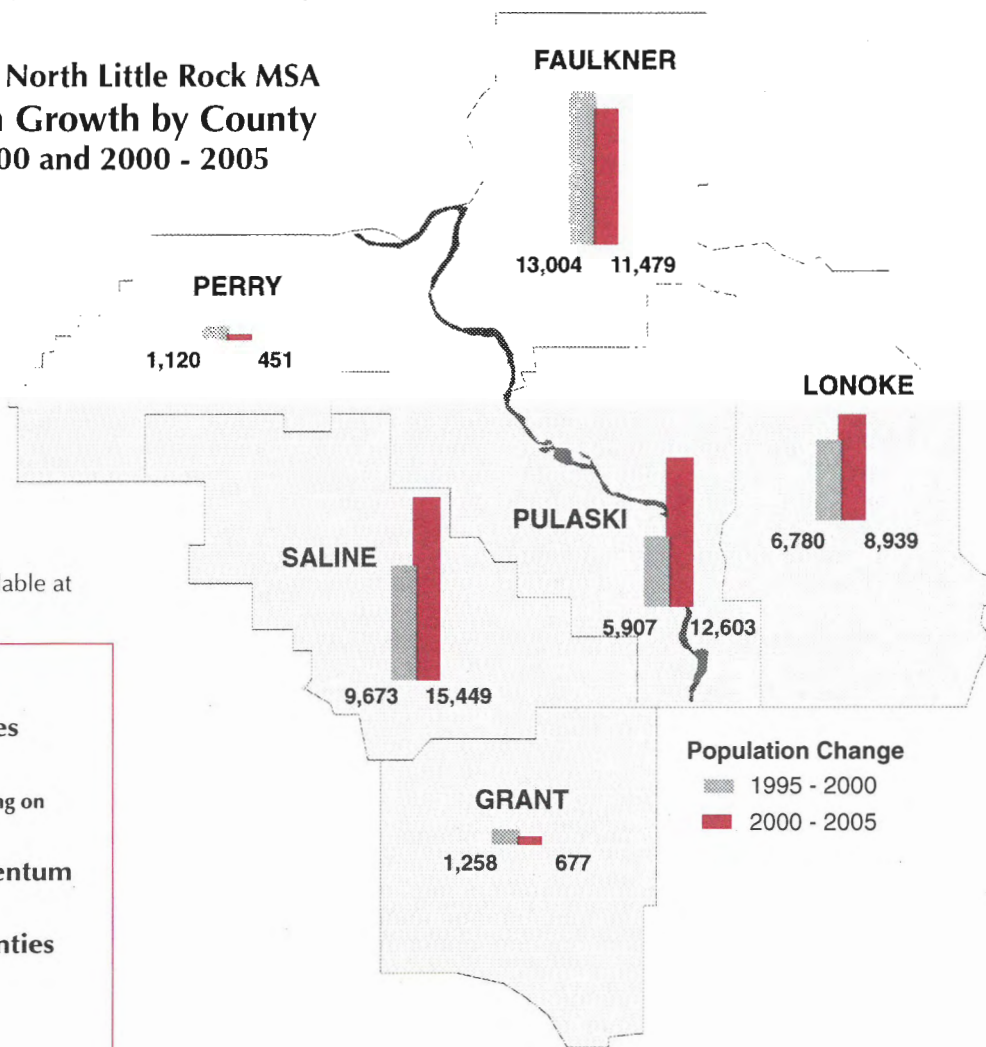 North Little Rock MSA
Growth by County
00 and 2000 - 2005
FAULKNER
13,004 11,479
PERRY
1,120 451
LONOKE
6,780 8,939
PULASKI
5,907 12,603
SALINE
9,673 15,449
lable at
es
ng on
entum
nties
GRANT
1,258 677
Population Change
1995 - 2000
2000 - 2005